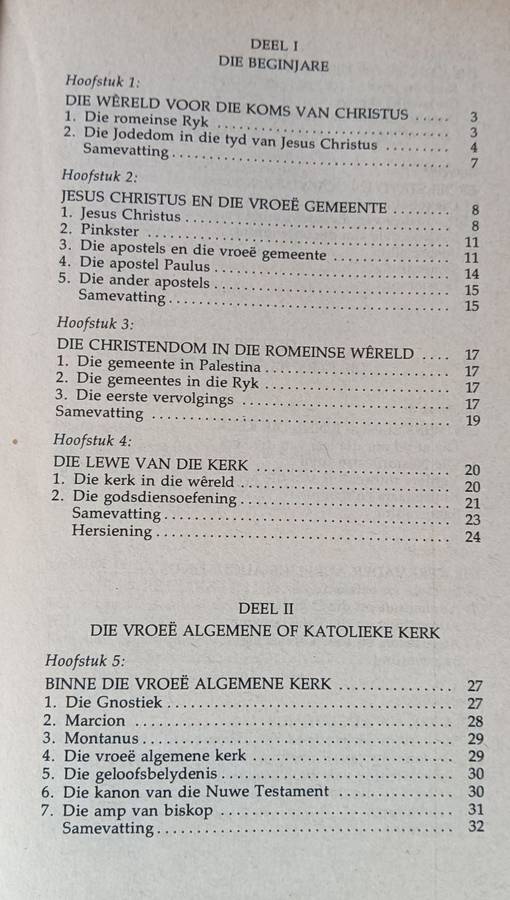 DEEL I
DIE BEGINJARE
Hoofstuk 1:
DIE WÊRELD VOOR DIE KOMS VAN CHRISTUS ..... 3
1. Die romeinse Ryk ................................ 3
2. Die Jodedom in die tyd van Jesus Christus ......... 4
Samevatting ....................................... 7
Hoofstuk 2:
JESUS CHRISTUS EN DIE VROEË GEMEENTE ........ 8
1. Jesus Christus .................................... 8
2. Pinkster ......................................... 11
3. Die apostels en die vroeë gemeente ................ 11
4. Die apostel Paulus ................................ 14
5. Die ander apostels ................................ 15
Samevatting ....................................... 15
Hoofstuk 3:
DIE CHRISTENDOM IN DIE ROMEINSE WÊRELD .... 17
1. Die gemeente in Palestina ......................... 17
2. Die gemeentes in die Ryk .......................... 17
3. Die eerste vervolgings ............................ 17
Samevatting ......................................... 19
Hoofstuk 4:
DIE LEWE VAN DIE KERK ........................... 20
1. Die kerk in die wêreld ............................ 20
2. Die godsdiensoefening ............................. 21
Samevatting ....................................... 23
Hersiening ........................................ 24
DEEL II
DIE VROEË ALGEMENE OF KATOLIEKE KERK
Hoofstuk 5:
BINNE DIE VROEË ALGEMENE KERK ............... 27
1. Die Gnostiek ...................................... 27
2. Marcion .......................................... 28
3. Montanus ......................................... 29
4. Die vroeë algemene kerk ........................... 29
5. Die geloofsbelydenis .............................. 30
6. Die kanon van die Nuwe Testament ................ 30
7. Die amp van biskop ............................... 31
Samevatting ....................................... 32